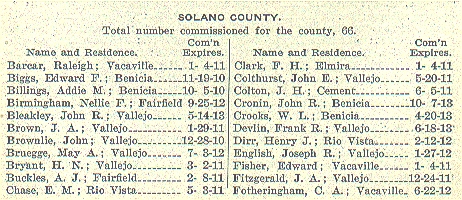 SOLANO COUNTY.
Total number commissioned for the county, 66.
Name and Residence. Com'n Expires.
Barcar, Raleigh; Vacaville 1- 4-11
Biggs, Edward F.; Benicia 11-19-10
Billings, Addie M.; Benicia 10- 5-10
Birmingham, Nellie F.; Fairfield 9-25-12
Bleakley, John R.; Vallejo 5-14-13
Brown, J. A.; Vallejo 1-29-11
Brownlie, John; Vallejo 12-28-10
Bruegge, May A.; Vallejo 7- 3-12
Bryant, H. N.; Vallejo 3- 2-11
Buckles, A. J.; Fairfield 2- 8-11
Chase, E. M.; Rio Vista 5- 3-11
Name and Residence. Com'n Expires.
Clark, F. H.; Elmira 1- 4-11
Colthurst, John E.; Vallejo 5-20-11
Colton, J. H.; Cement 6- 5-11
Cronin, John R.; Benicia 10- 7-13
Crooks, W. L.; Benicia 4-20-13
Devlin, Frank R.; Vallejo 6-18-13
Dirr, Henry J.; Rio Vista 2-12-12
English, Joseph R.; Vallejo 1-27-12
Fisher, Edward; Vacaville 1- 4-11
Fitzgerald, J. A.; Vallejo 12-24-11
Fotheringham, C. A.; Vacaville 6-22-12